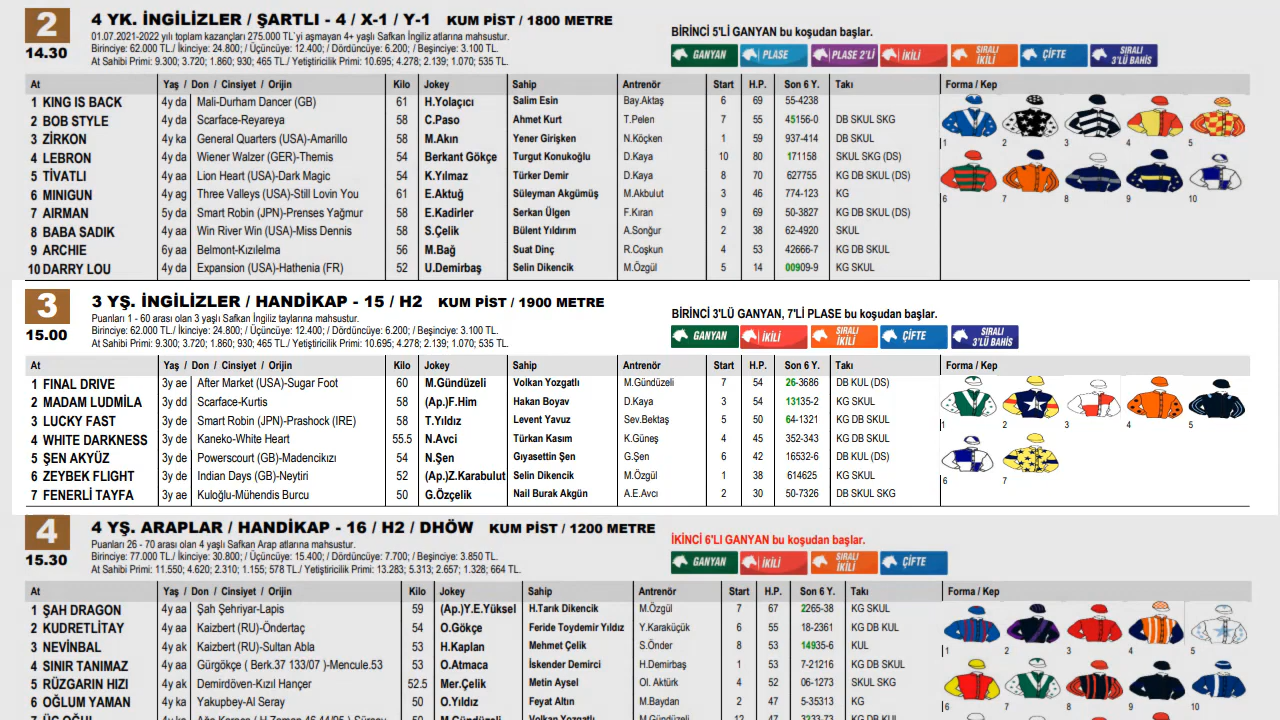 2 4 YK. İNGİLİZLER / ŞARTLI - 4 / X-1 / Y-1 KUM PİST / 1800 METRE
14.30
01.07.2021-2022 yılı toplam kazançları 275.000 TL'yi aşmayan 4+ yaşlı Safkan İngiliz atlarına mahsustur.
Birinciye: 62.000 TL./ İkinciye: 24.800; / Üçüncüye: 12.400; / Dördüncüye: 6.200; / Beşinciye: 3.100 TL.
At Sahibi Primi: 9.300; 3.720; 1.860; 930; 465 TL./ Yetiştiricilik Primi: 10.695; 4.278; 2.139; 1.070; 535 TL.
BİRİNCİ 5'Lİ GANYAN bu koşudan başlar.
GANYAN PLASE PLASE 2'Lİ İKİLİ SIRALI İKİLİ ÇİFTE SIRALI 3'LÜ BAHİS
At Yaş / Don / Cinsiyet / Orijin Kilo Jokey Sahip Antrenör Start H.P. Son 6 Y. Takı Forma / Kep
1 KING IS BACK 4y da Mali-Durham Dancer (GB) 61 H.Yolaçıcı Salim Esin Bay.Aktaş 6 69 55-4238
2 BOB STYLE 4y da Scarface-Reyareya 58 C.Paso Ahmet Kurt T.Pelen 7 55 45156-0 DB SKUL SKG
3 ZİRKON 4y ka General Quarters (USA)-Amarillo 58 M.Akın Yener Girişken N.Köçken 1 59 937-414 DB SKUL
4 LEBRON 4y da Wiener Walzer (GER)-Themis 54 Berkant Gökçe Turgut Konukoğlu D.Kaya 10 80 171158 SKUL SKG (DS)
5 TİVATLI 4y aa Lion Heart (USA)-Dark Magic 54 K.Yılmaz Türker Demir D.Kaya 8 70 627755 KG DB SKUL (DS)
6 MINIGUN 4y ag Three Valleys (USA)-Still Lovin You 61 E.Aktuğ Süleyman Akgümüş M.Akbulut 3 46 774-123 KG
7 AIRMAN 5y da Smart Robin (JPN)-Prenses Yağmur 58 E.Kadirler Serkan Ülgen F.Kıran 9 69 50-3827 KG DB SKUL (DS)
8 BABA SADIK 4y aa Win River Win (USA)-Miss Dennis 58 S.Çelik Bülent Yıldırım A.Songür 2 38 62-4920 SKUL
9 ARCHIE 6y aa Belmont-Kızılelma 56 M.Bağ Suat Dinç R.Coşkun 4 53 42666-7 KG DB SKUL
10 DARRY LOU 4y da Expansion (USA)-Hathenia (FR) 52 U.Demirbaş Selin Dikencik M.Özgül 5 14 00909-9 KG SKUL
1 2 3 4 5
6 7 8 9 10
3 3 YŞ. İNGİLİZLER / HANDİKAP - 15 / H2 KUM PİST / 1900 METRE
15.00
Puanları 1 - 60 arası olan 3 yaşlı Safkan İngiliz taylarına mahsustur.
Birinciye: 62.000 TL./ İkinciye: 24.800; / Üçüncüye: 12.400; / Dördüncüye: 6.200; / Beşinciye: 3.100 TL.
At Sahibi Primi: 9.300; 3.720; 1.860; 930; 465 TL./ Yetiştiricilik Primi: 10.695; 4.278; 2.139; 1.070; 535 TL.
BİRİNCİ 3'LÜ GANYAN, 7'Lİ PLASE bu koşudan başlar.
GANYAN İKİLİ SIRALI İKİLİ ÇİFTE SIRALI 3'LÜ BAHİS
At Yaş / Don / Cinsiyet / Orijin Kilo Jokey Sahip Antrenör Start H.P. Son 6 Y. Takı Forma / Kep
1 FINAL DRIVE 3y ae After Market (USA)-Sugar Foot 60 M.Gündüzeli Volkan Yozgatlı M.Gündüzeli 7 54 26-3686 DB KUL (DS)
2 MADAM LUDMİLA 3y dd Scarface-Kurtis 58 (Ap.)F.Him Hakan Boyav D.Kaya 3 54 13135-2 KG SKUL
3 LUCKY FAST 3y de Smart Robin (JPN)-Prashock (IRE) 58 T.Yıldız Levent Yavuz Sev.Bektaş 5 50 64-1321 KG DB SKUL
4 WHITE DARKNESS 3y de Kaneko-White Heart 55.5 N.Avci Türkan Kasım K.Güneş 4 45 352-343 KG DB SKUL
5 ŞEN AKYÜZ 3y de Powerscourt (GB)-Madencikızı 54 N.Şen Gıyasettin Şen G.Şen 6 42 16532-6 DB KUL (DS)
6 ZEYBEK FLIGHT 3y de Indian Days (GB)-Neytiri 52 (Ap.)Z.Karabulut Selin Dikencik M.Özgül 1 38 614625 KG SKUL
7 FENERLİ TAYFA 3y ae Kuloğlu-Mühendis Burcu 50 G.Özçelik Nail Burak Akgün A.E.Avcı 2 30 50-7326 DB SKUL SKG
1 2 3 4 5
6 7
4 4 YŞ. ARAPLAR / HANDİKAP - 16 / H2 / DHÖW KUM PİST / 1200 METRE
15.30
Puanları 26 - 70 arası olan 4 yaşlı Safkan Arap atlarına mahsustur.
Birinciye: 77.000 TL./ İkinciye: 30.800; / Üçüncüye: 15.400; / Dördüncüye: 7.700; / Beşinciye: 3.850 TL.
At Sahibi Primi: 11.550; 4.620; 2.310; 1.155; 578 TL./ Yetiştiricilik Primi: 13.283; 5.313; 2.657; 1.328; 664 TL.
İKİNCİ 6'LI GANYAN bu koşudan başlar.
GANYAN İKİLİ SIRALI İKİLİ ÇİFTE
At Yaş / Don / Cinsiyet / Orijin Kilo Jokey Sahip Antrenör Start H.P. Son 6 Y. Takı Forma / Kep
1 ŞAH DRAGON 4y aa Şah Şehriyar-Lapis 59 (Ap.)Y.E.Yüksel H.Tarık Dikencik M.Özgül 7 67 2265-38 KG SKUL
2 KUDRETLİTAY 4y aa Kaizbert (RU)-Öndertaç 54 O.Gökçe Feride Toydemir Yıldız Y.Karaküçük 6 55 18-2361 KG DB KUL
3 NEVİNBAL 4y ak Kaizbert (RU)-Sultan Abla 53 H.Kaplan Mehmet Çelik S.Önder 8 53 14935-6 KUL
4 SINIR TANIMAZ 4y aa Gürgökçe ( Berk.37 133/07 )-Mencule.53 53 O.Atmaca İskender Demirci H.Demirbaş 1 53 7-21216 KG DB SKUL
5 RÜZGARIN HIZI 4y ak Demirdöven-Kızıl Hançer 52.5 Mer.Çelik Metin Aysel Ol. Aktürk 4 52 06-1273 SKUL SKG
6 OĞLUM YAMAN 4y ka Yakupbey-Al Seray 50 O.Yıldız Feyat Altın M.Baydan 2 47 5-35313 KG
1 2 3 4 5
6 7 8 9 10